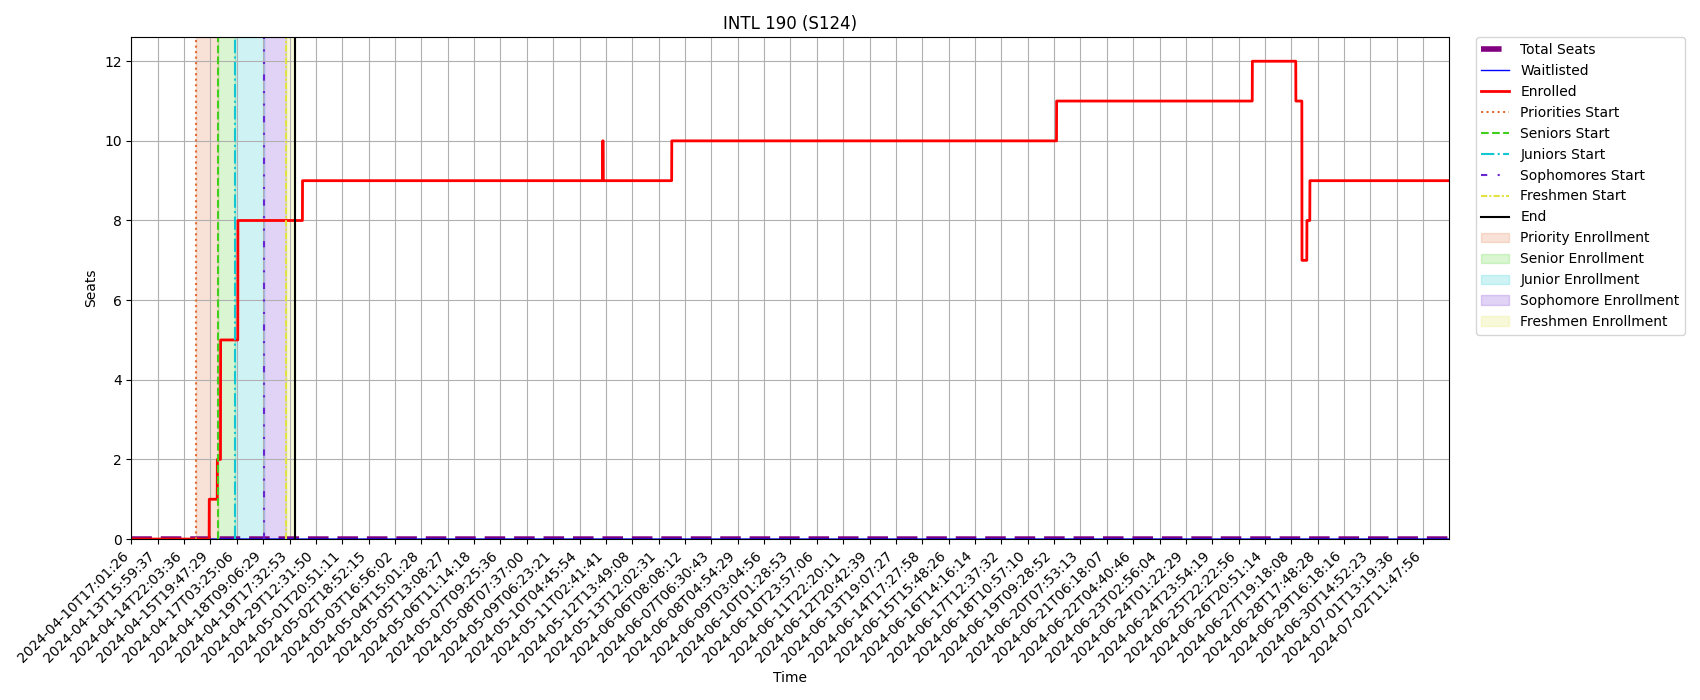 INTL 190 (S124)
12
10
8
6
4
2
0
Seats
2024-04-10T17:01:26
2024-04-13T15:59:37
2024-04-14T22:03:36
2024-04-15T19:47:29
2024-04-17T03:25:06
2024-04-18T09:06:29
2024-04-19T17:32:53
2024-04-29T12:31:50
2024-05-01T20:51:11
2024-05-02T18:52:15
2024-05-03T16:56:02
2024-05-04T15:01:28
2024-05-05T13:08:27
2024-05-06T11:14:18
2024-05-07T09:25:36
2024-05-08T07:37:00
2024-05-09T06:23:21
2024-05-10T04:45:54
2024-05-11T02:41:41
2024-05-12T13:49:08
2024-05-13T12:02:31
2024-06-06T08:08:12
2024-06-07T06:30:43
2024-06-08T04:54:29
2024-06-09T03:04:56
2024-06-10T01:28:53
2024-06-10T23:57:06
2024-06-11T22:20:11
2024-06-12T20:42:39
2024-06-13T19:07:27
2024-06-14T17:27:58
2024-06-15T15:48:26
2024-06-16T14:16:14
2024-06-17T12:37:32
2024-06-18T10:57:10
2024-06-19T09:28:52
2024-06-20T07:53:13
2024-06-21T06:18:07
2024-06-22T04:40:46
2024-06-23T02:56:04
2024-06-24T01:22:29
2024-06-24T23:54:19
2024-06-25T22:22:56
2024-06-26T20:51:14
2024-06-27T19:18:08
2024-06-28T17:48:28
2024-06-29T16:18:16
2024-06-30T14:52:23
2024-07-01T13:19:36
2024-07-02T11:47:56
Time
Total Seats
Waitlisted
Enrolled
Priorities Start
Seniors Start
Juniors Start
Sophomores Start
Freshmen Start
End
Priority Enrollment
Senior Enrollment
Junior Enrollment
Sophomore Enrollment
Freshmen Enrollment